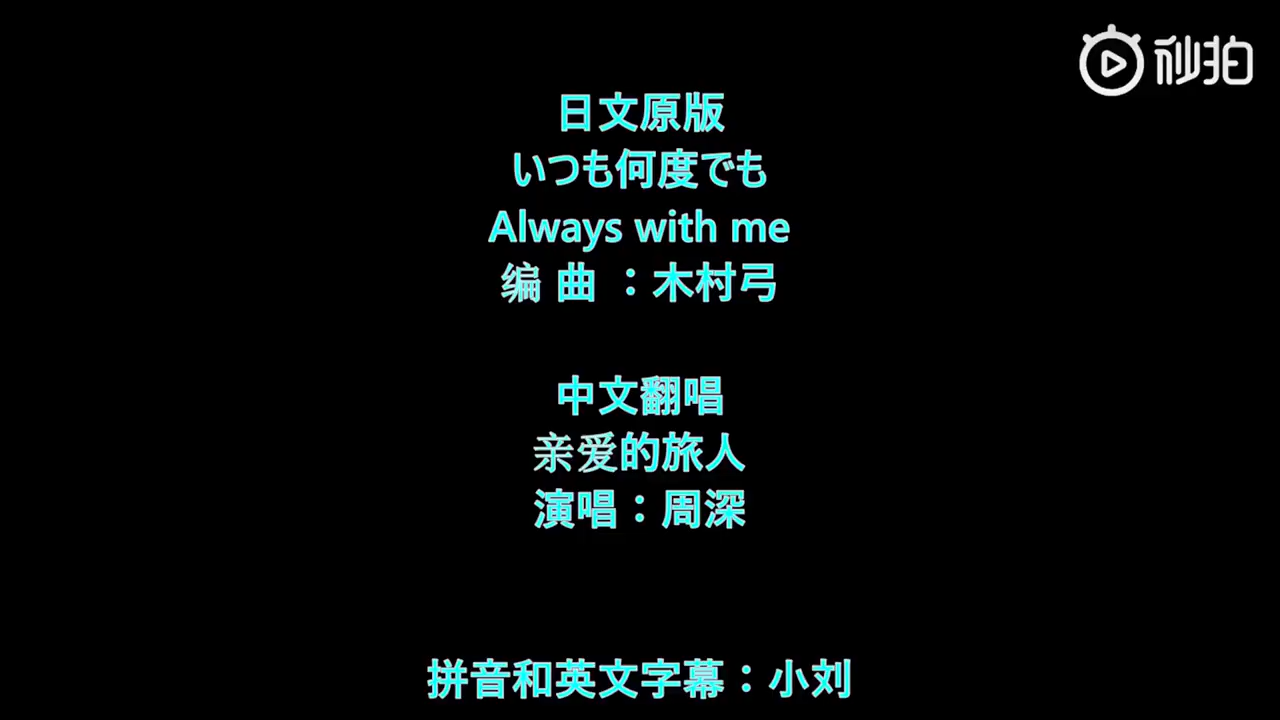 秒拍
日文原版
いつも何度でも
Always with me
编 曲 ：木村弓
中文翻唱
亲爱的旅人
演唱：周深
拼音和英文字幕：小刘